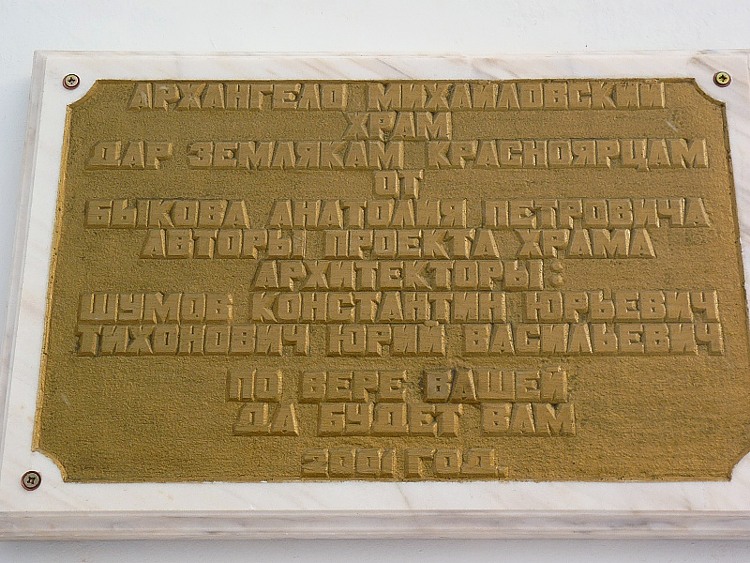 АРХАНГЕЛО МИХАЙЛОВСКИЙ
ХРАМ
ДАР ЗЕМЛЯКАМ КРАСНОЯРЦАМ
ОТ
БЫКОВА АНАТОЛИЯ ПЕТРОВИЧА
АВТОРЫ ПРОЕКТА ХРАМА
АРХИТЕКТОРЫ:
ШУМОВ КОНСТАНТИН ЮРЬЕВИЧ
ТИХОНОВИЧ ЮРИЙ ВАСИЛЬЕВИЧ
ПО ВЕРЕ ВАШЕЙ
ДА БУДЕТ ВАМ
2001 ГОД.